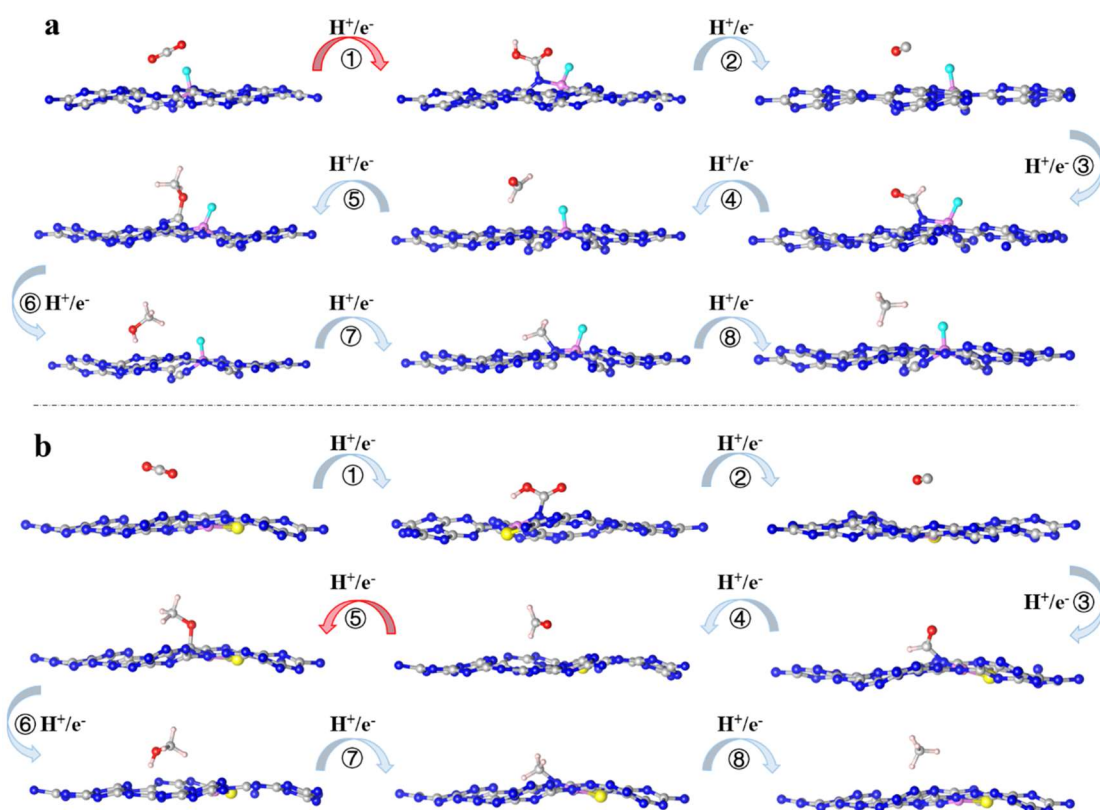 a
H⁺/e⁻
①
H⁺/e⁻
②
H⁺/e⁻ ③
H⁺/e⁻
④
H⁺/e⁻
⑤
⑥ H⁺/e⁻
H⁺/e⁻
⑦
H⁺/e⁻
⑧
b
H⁺/e⁻
①
H⁺/e⁻
②
H⁺/e⁻ ③
H⁺/e⁻
④
H⁺/e⁻
⑤
⑥ H⁺/e⁻
H⁺/e⁻
⑦
H⁺/e⁻
⑧